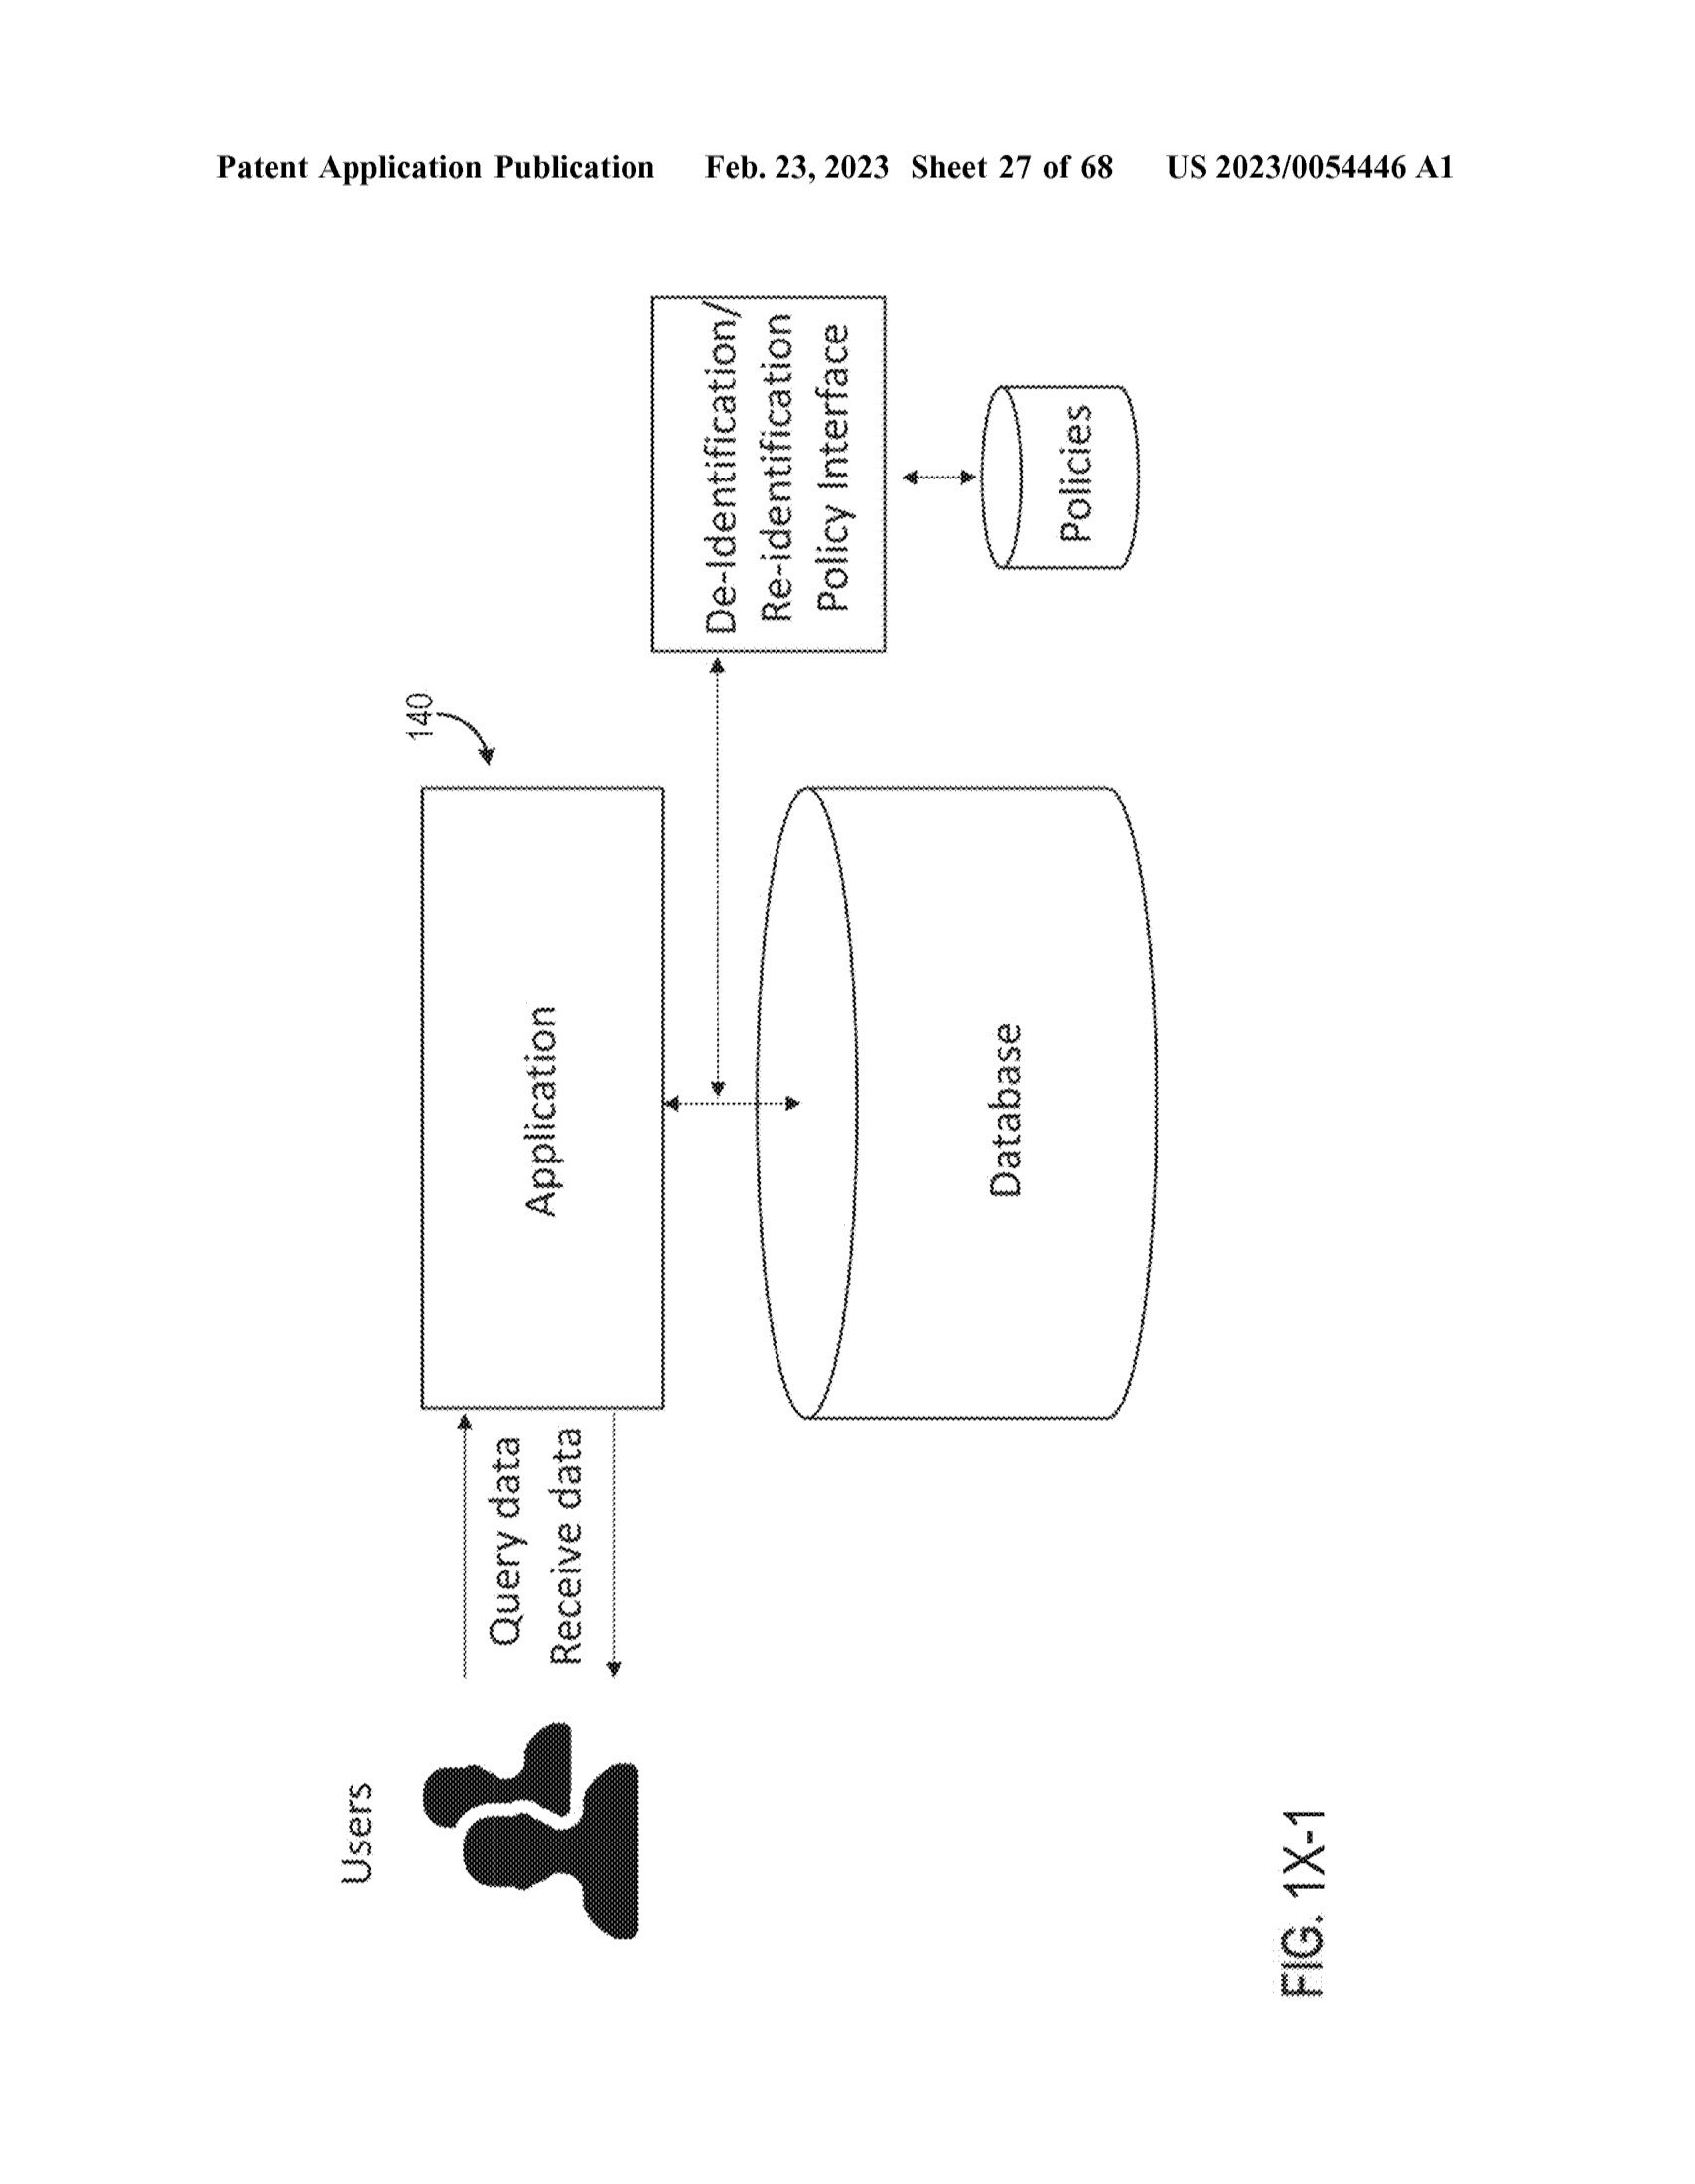 Patent Application Publication Feb. 23, 2023 Sheet 27 of 68 US 2023/0054446 A1
Users
Query data
Receive data
140
Application
De-Identification/
Re-identification
Policy Interface
Database
Policies
FIG. 1X-1